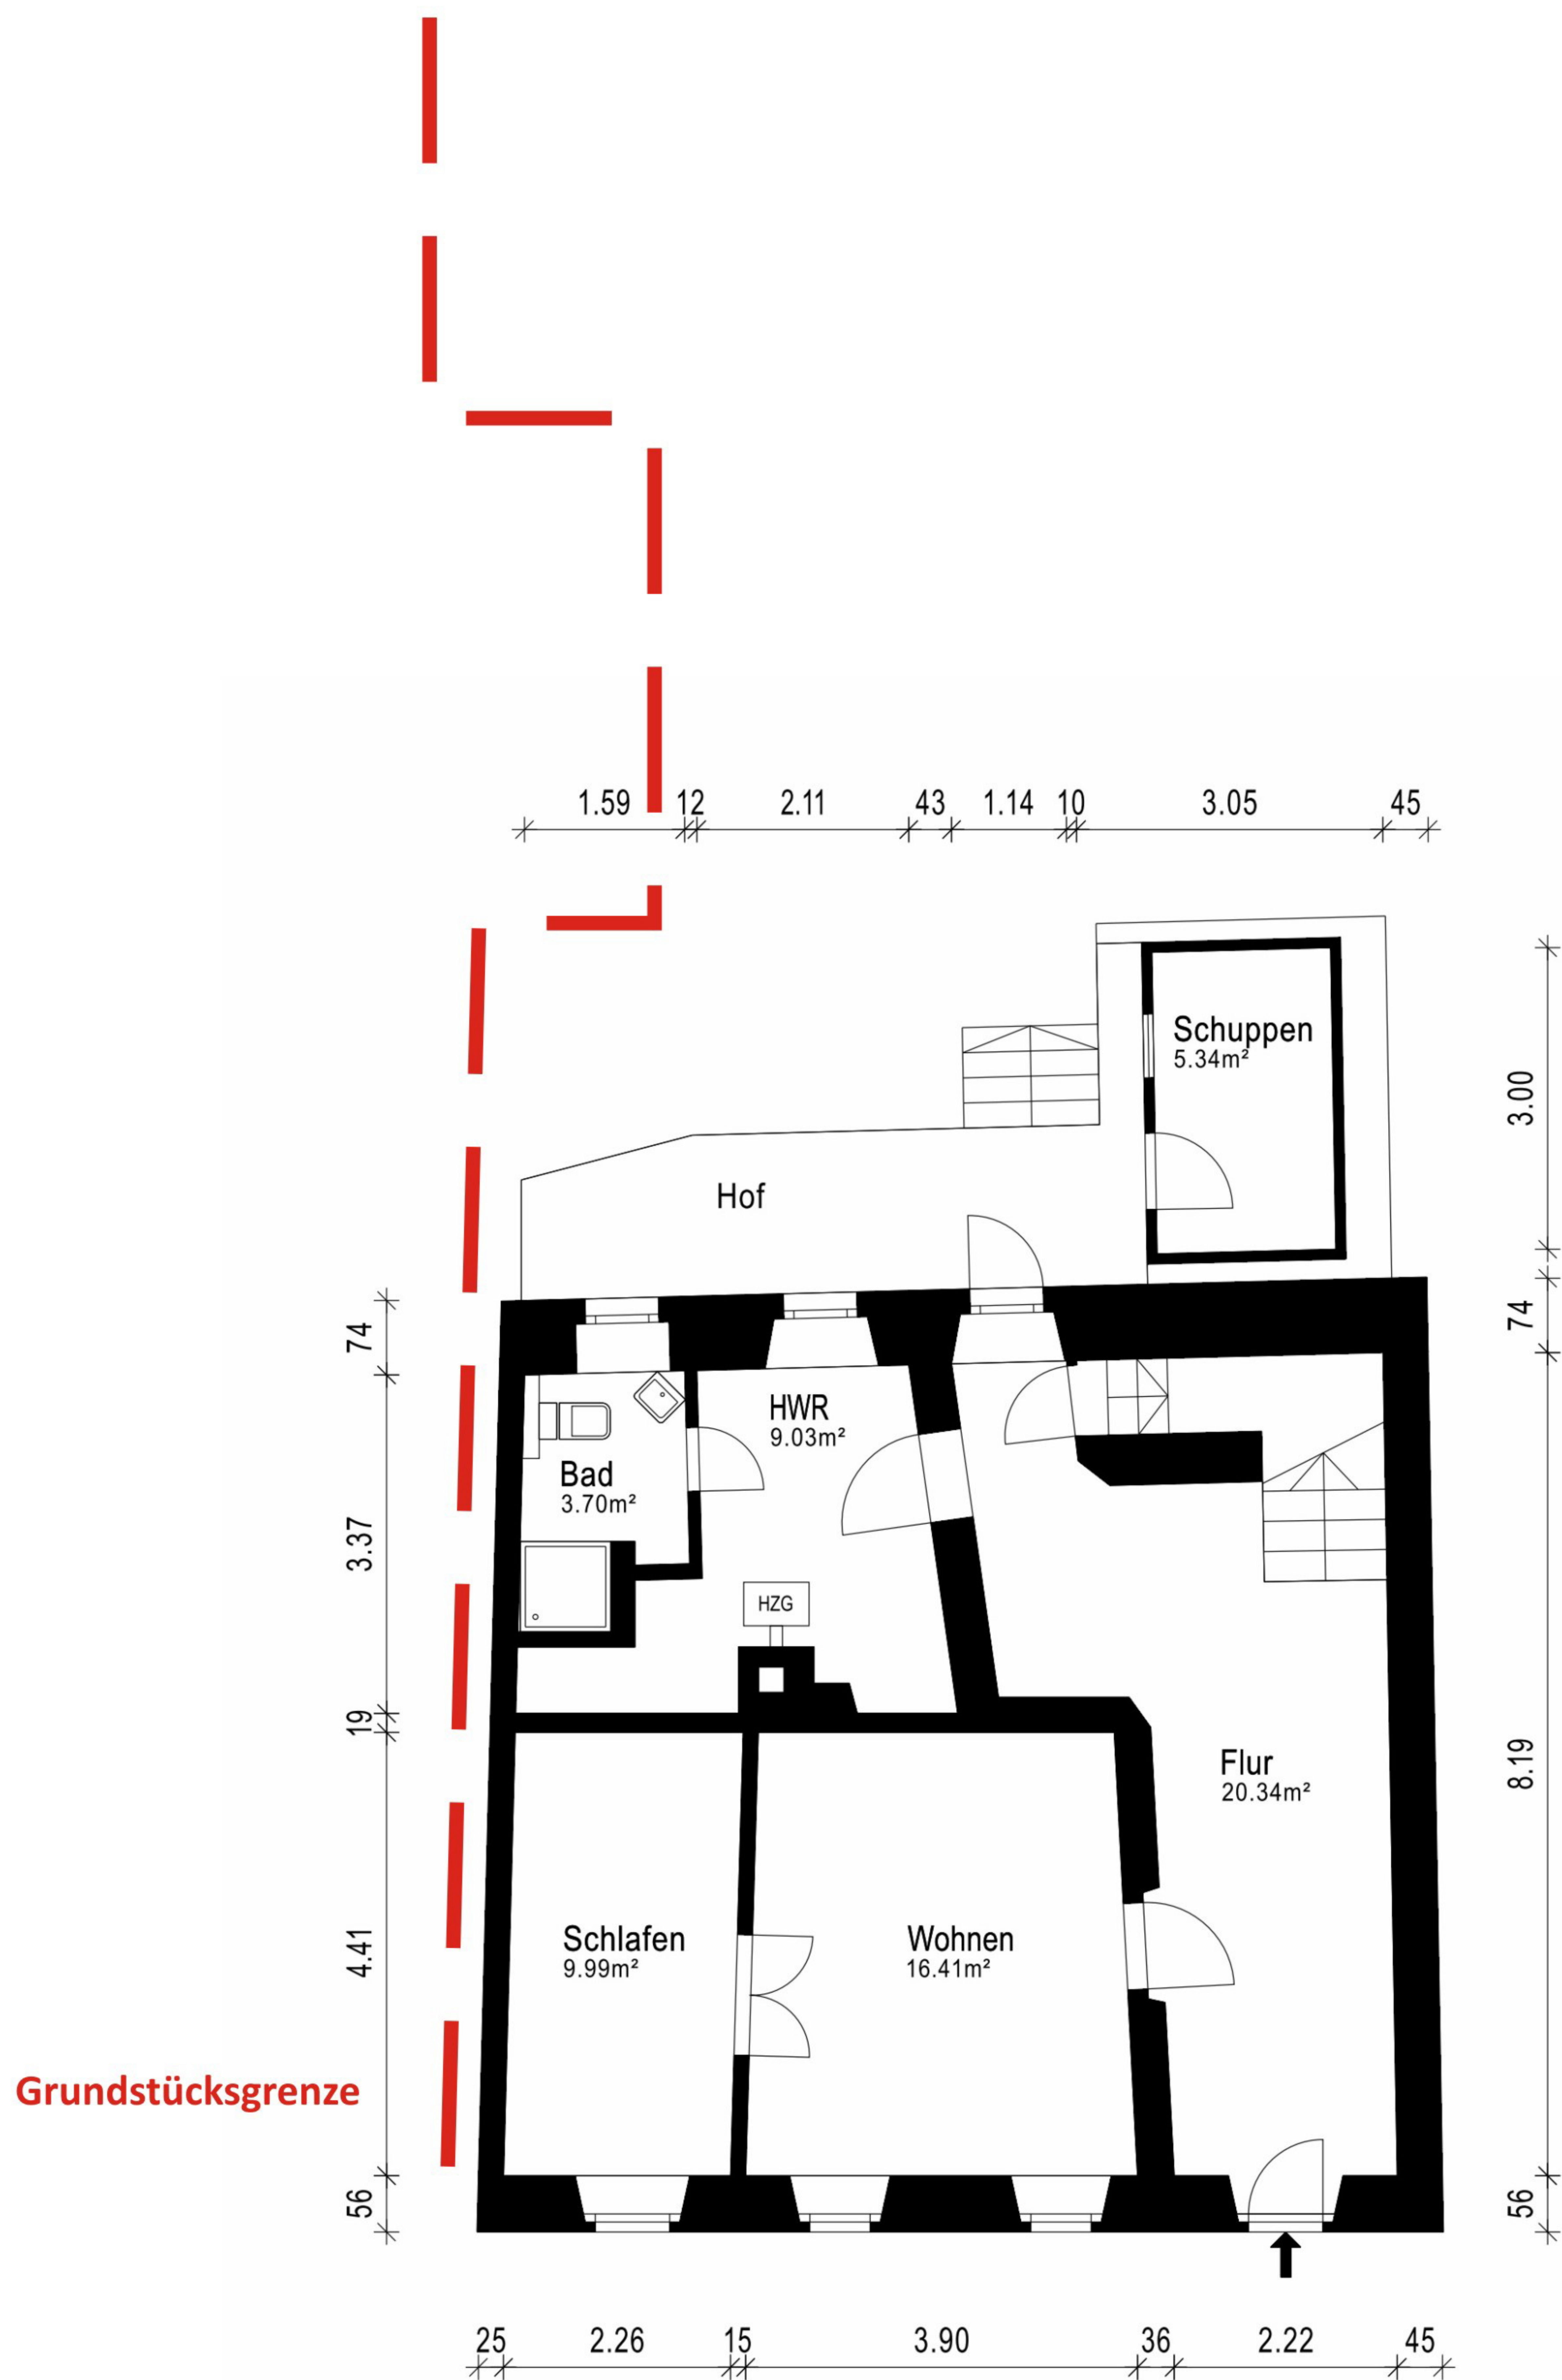 1.59 12 2.11 43 1.14 10 3.05 45
Schuppen
5.34m²
3.00
Hof
74
74
HWR
9.03m²
Bad
3.70m²
3.37
HZG
19
Flur
20.34m²
8.19
Schlafen
9.99m²
Wohnen
16.41m²
4.41
Grundstücksgrenze
56
56
25 2.26 15 3.90 36 2.22 45